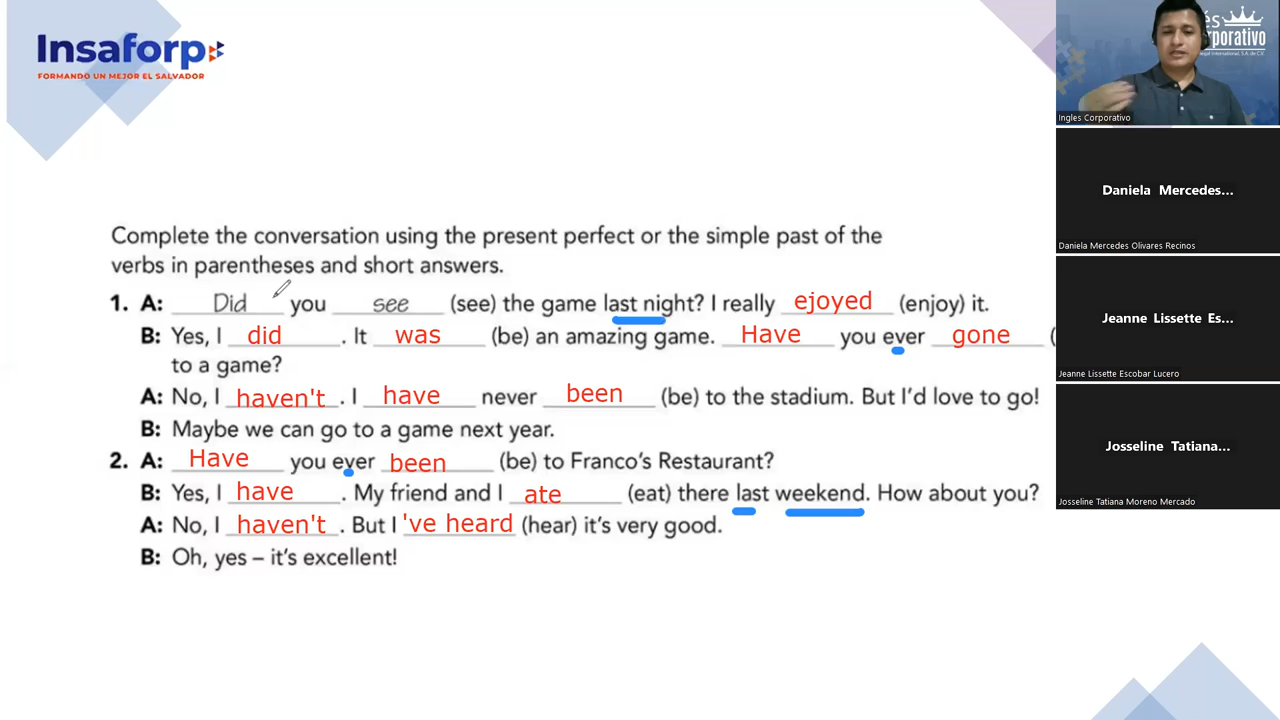 Insaforp
FORMANDO UN MEJOR EL SALVADOR
és
orporativo
Ingles Corporativo
Daniela Mercedes...
Daniela Mercedes Olivares Recinos
Jeanne Lissette Es...
Jeanne Lissette Escobar Lucero
Josseline Tatiana...
Josseline Tatiana Moreno Mercado
Complete the conversation using the present perfect or the simple past of the
verbs in parentheses and short answers.
1. A: Did you see (see) the game last night? I really ejoyed (enjoy) it.
B: Yes, I did . It was (be) an amazing game. Have you ever gone (
to a game?
A: No, I haven't . I have never been (be) to the stadium. But I'd love to go!
B: Maybe we can go to a game next year.
2. A: Have you ever been (be) to Franco's Restaurant?
B: Yes, I have . My friend and I ate (eat) there last weekend. How about you?
A: No, I haven't . But I 've heard (hear) it's very good.
B: Oh, yes – it's excellent!